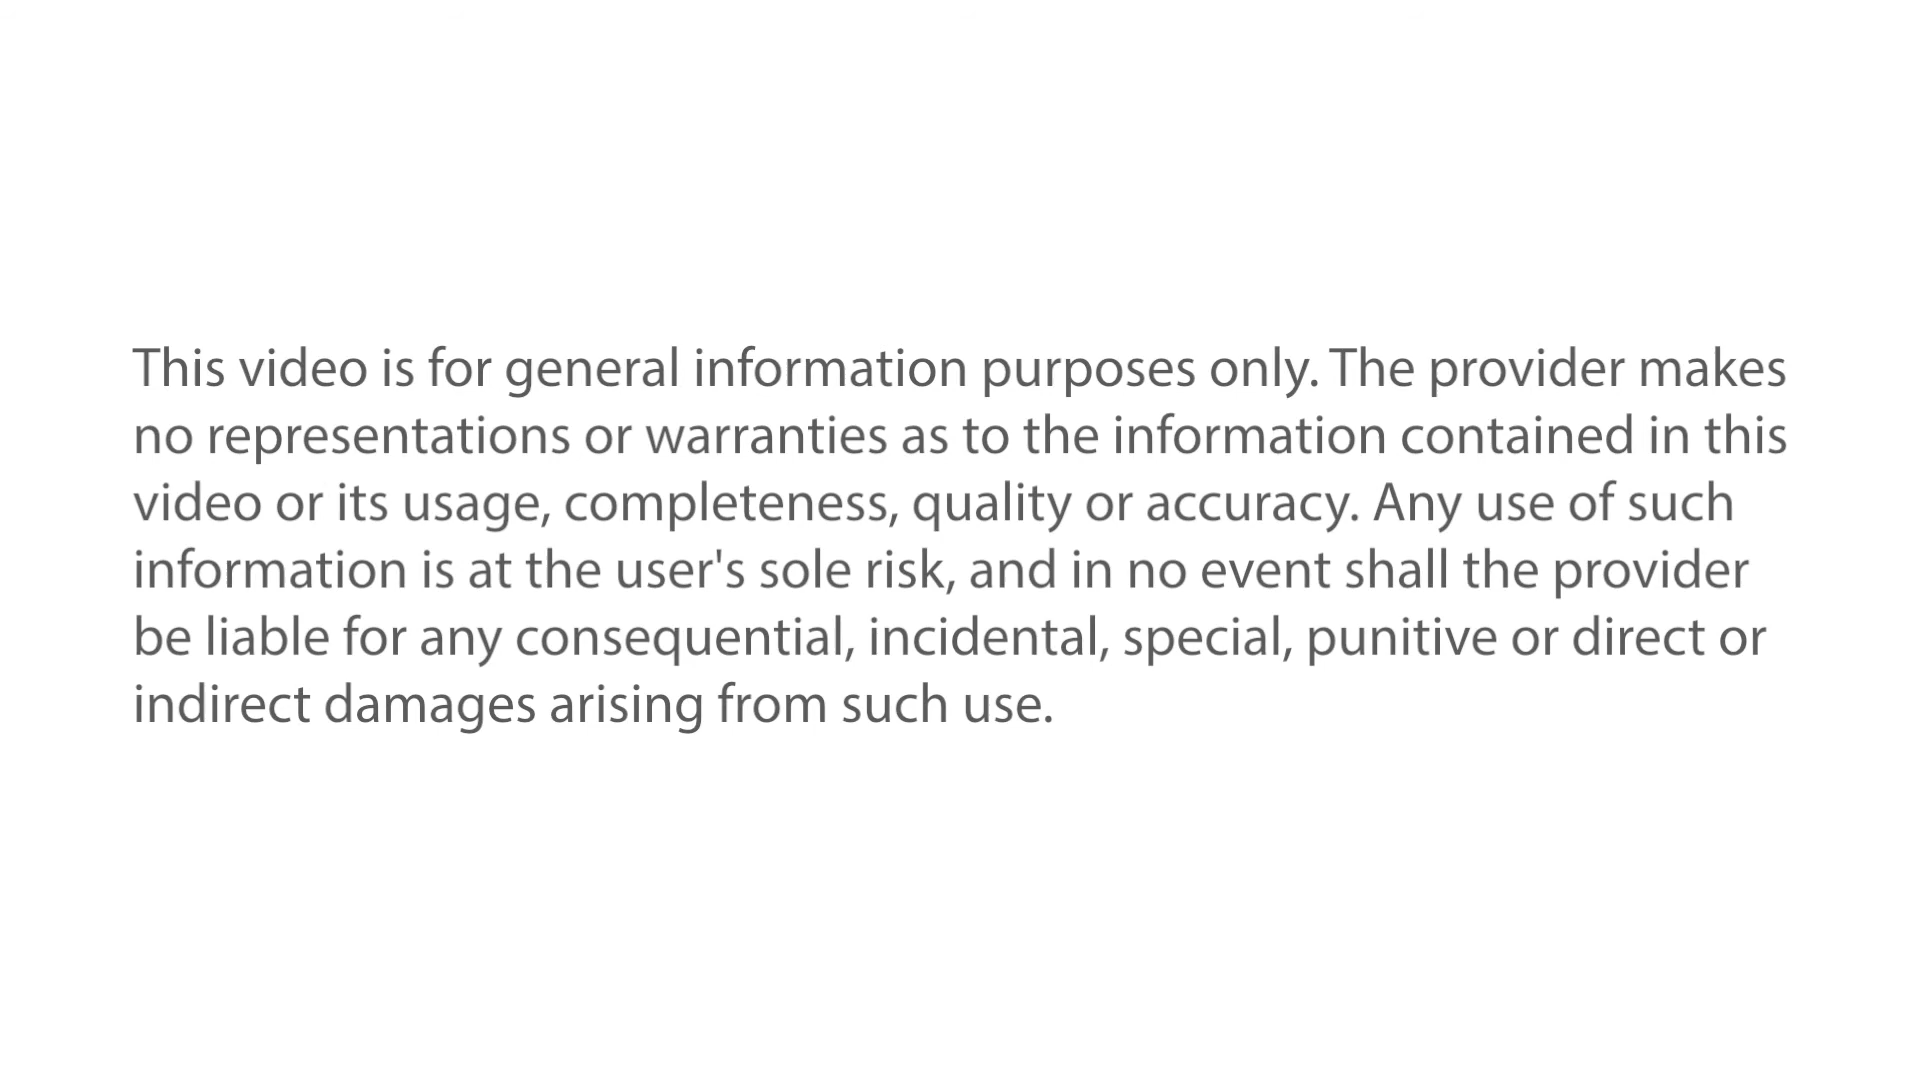 This video is for general information purposes only. The provider makes
no representations or warranties as to the information contained in this
video or its usage, completeness, quality or accuracy. Any use of such
information is at the user's sole risk, and in no event shall the provider
be liable for any consequential, incidental, special, punitive or direct or
indirect damages arising from such use.